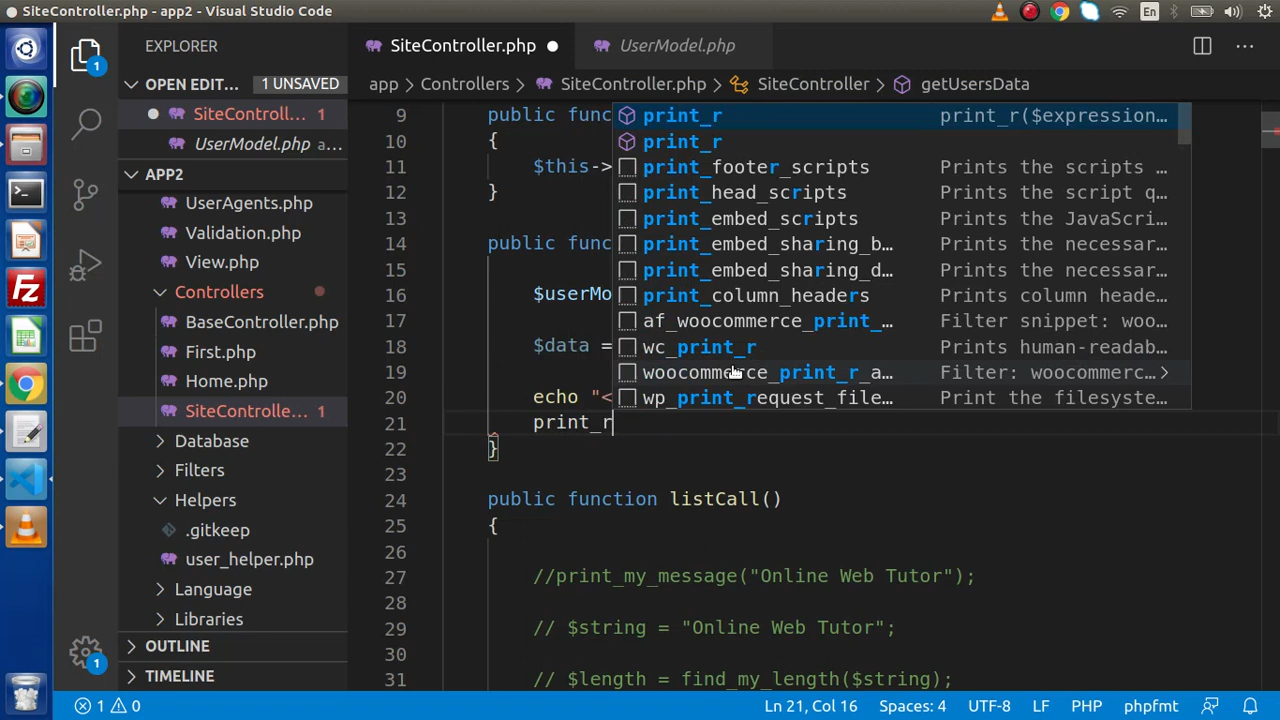 SiteController.php - app2 - Visual Studio Code
En
EXPLORER
OPEN EDIT...
1 UNSAVED
SiteControll... 1
UserModel.php a...
APP2
UserAgents.php
Validation.php
View.php
Controllers
BaseController.php
First.php
Home.php
SiteControlle... 1
Database
Filters
Helpers
.gitkeep
user_helper.php
Language
Libraries
OUTLINE
TIMELINE
1
1
SiteController.php
UserModel.php
app > Controllers > SiteController.php > SiteController > getUsersData
9 public func
10 {
11 $this->
12 }
13
14 public func
15
16 $userMo
17
18 $data =
19
20 echo "<
21 print_r
22 }
23
24 public function listCall()
25 {
26
27 //print_my_message("Online Web Tutor");
28
29 // $string = "Online Web Tutor";
30
31 // $length = find_my_length($string);
print_r print_r($expression…
print_r
print_footer_scripts Prints the scripts …
print_head_scripts Prints the script q…
print_embed_scripts Prints the JavaScri…
print_embed_sharing_b… Prints the necessar…
print_embed_sharing_d… Prints the necessar…
print_column_headers Prints column heade…
af_woocommerce_print_… Filter snippet: woo…
wc_print_r Prints human-readab…
woocommerce_print_r_a… Filter: woocommerc…
wp_print_request_file… Print the filesyste…
1 0
Ln 21, Col 16
Spaces: 4
UTF-8
LF
PHP
phpfmt